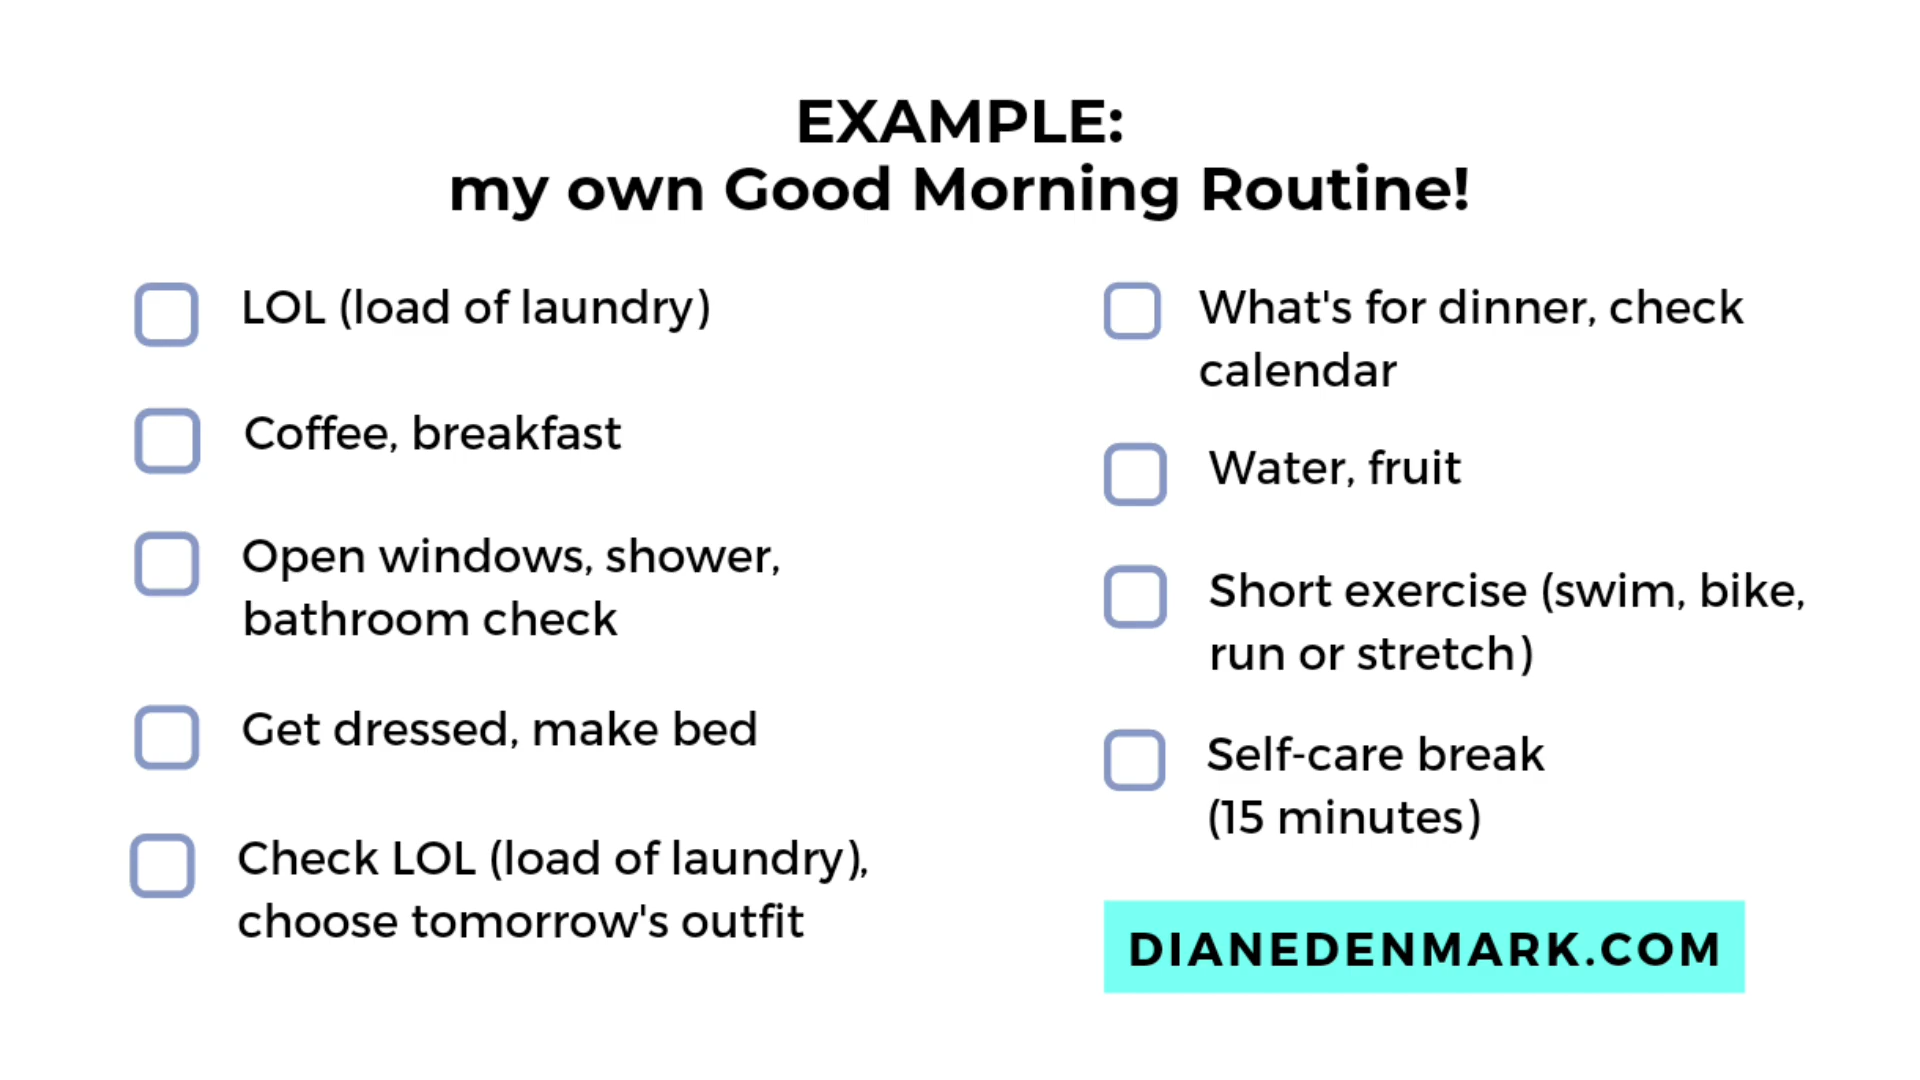 EXAMPLE:
my own Good Morning Routine!
LOL (load of laundry)
Coffee, breakfast
Open windows, shower,
bathroom check
Get dressed, make bed
Check LOL (load of laundry),
choose tomorrow's outfit
What's for dinner, check
calendar
Water, fruit
Short exercise (swim, bike,
run or stretch)
Self-care break
(15 minutes)
DIANEDENMARK.COM